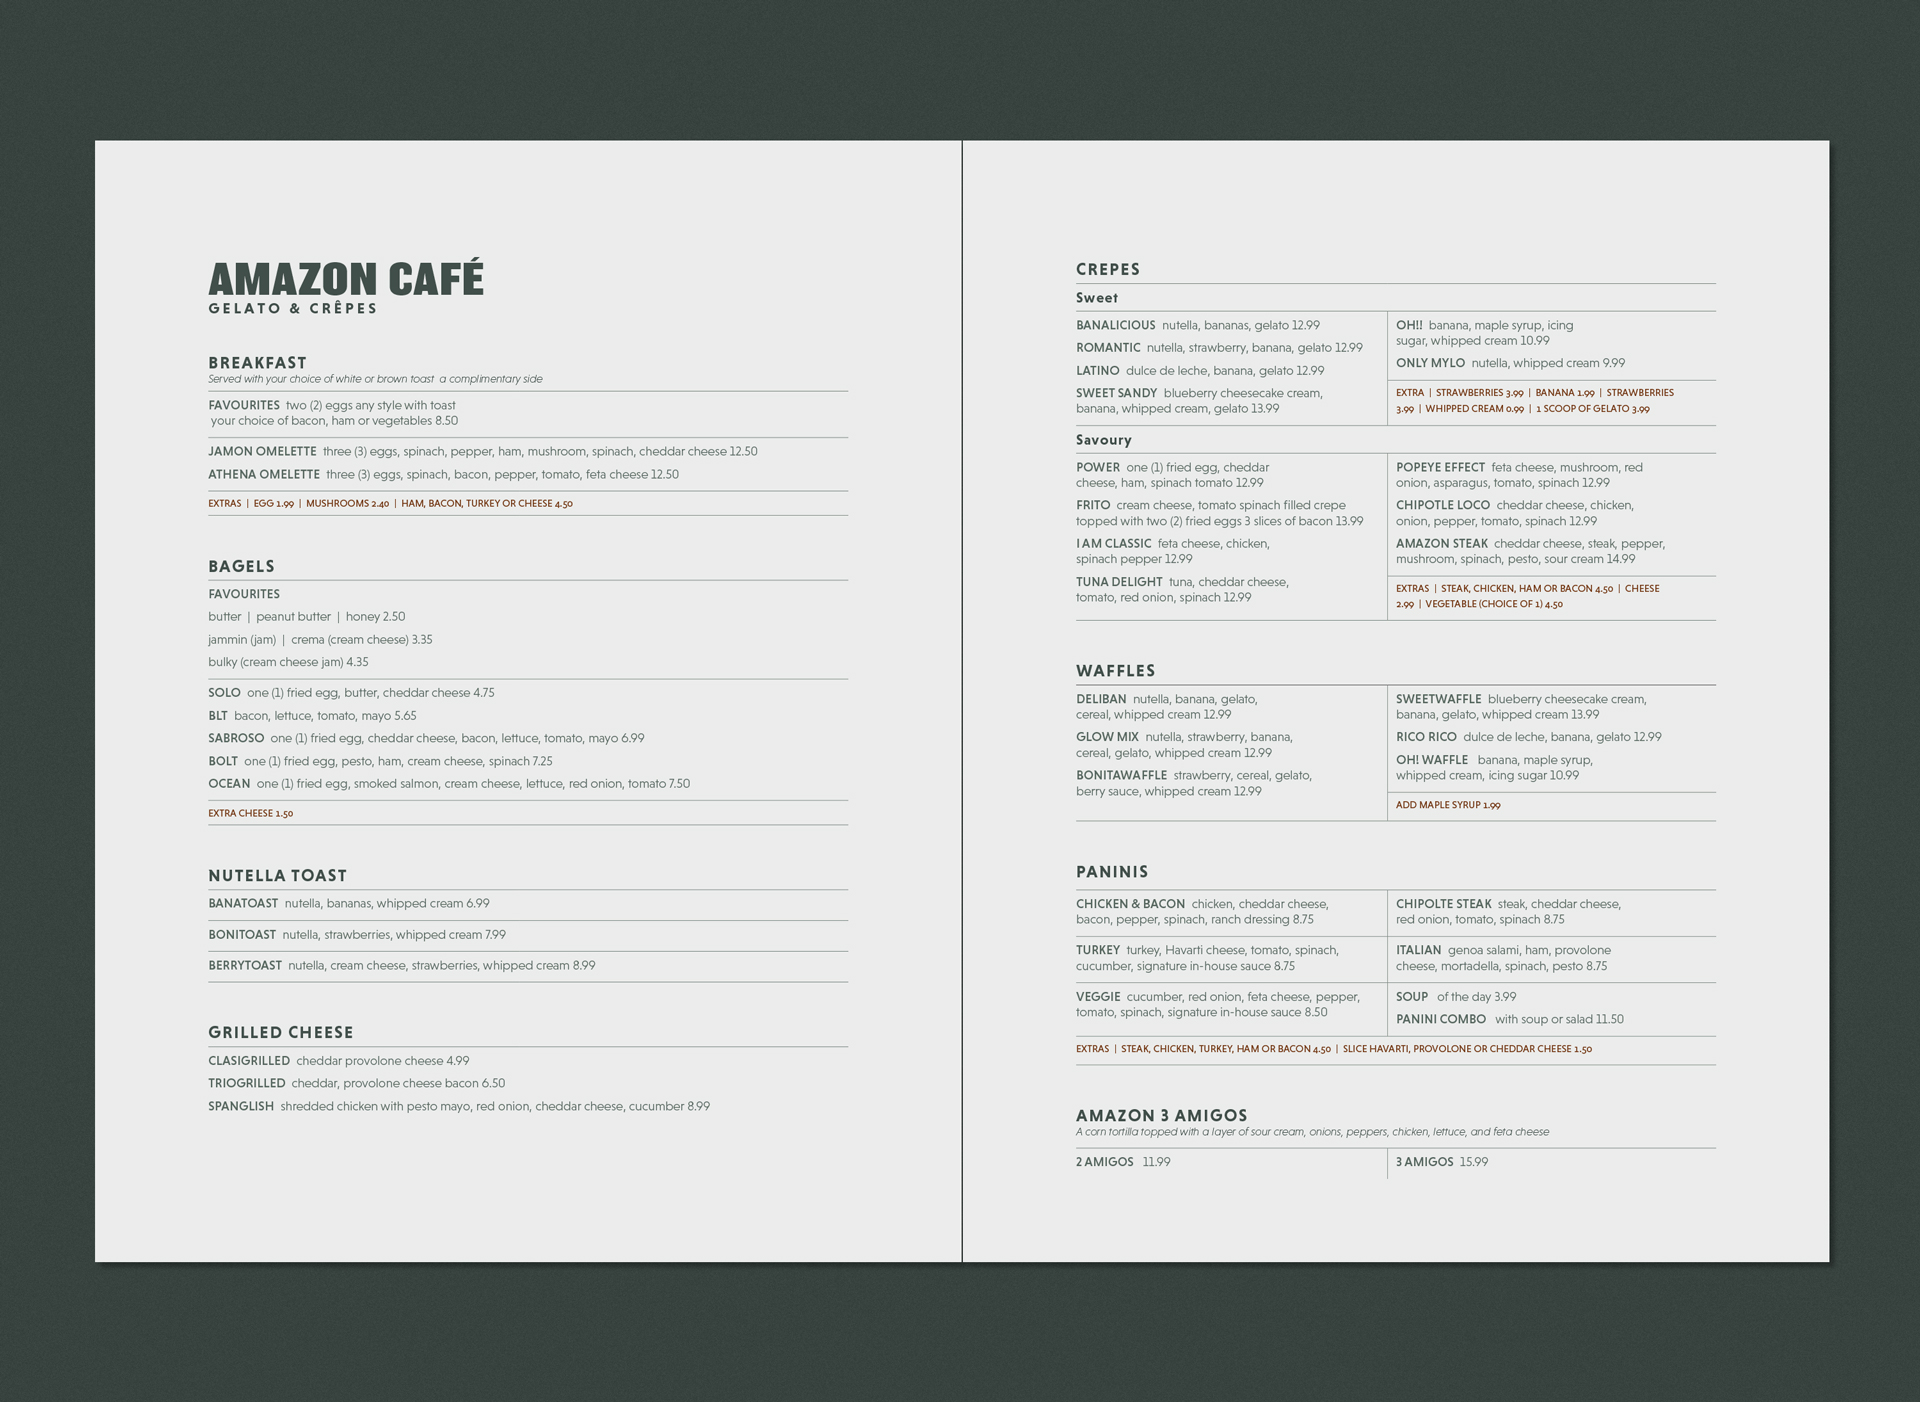 AMAZON CAFÉ
GELATO & CRÊPES
BREAKFAST
Served with your choice of white or brown toast a complimentary side
FAVOURITES two (2) eggs any style with toast
your choice of bacon, ham or vegetables 8.50
JAMON OMELETTE three (3) eggs, spinach, pepper, ham, mushroom, spinach, cheddar cheese 12.50
ATHENA OMELETTE three (3) eggs, spinach, bacon, pepper, tomato, feta cheese 12.50
EXTRAS | EGG 1.99 | MUSHROOMS 2.40 | HAM, BACON, TURKEY OR CHEESE 4.50
BAGELS
FAVOURITES
butter | peanut butter | honey 2.50
jammin (jam) | crema (cream cheese) 3.35
bulky (cream cheese jam) 4.35
SOLO one (1) fried egg, butter, cheddar cheese 4.75
BLT bacon, lettuce, tomato, mayo 5.65
SABROSO one (1) fried egg, cheddar cheese, bacon, lettuce, tomato, mayo 6.99
BOLT one (1) fried egg, pesto, ham, cream cheese, spinach 7.25
OCEAN one (1) fried egg, smoked salmon, cream cheese, lettuce, red onion, tomato 7.50
EXTRA CHEESE 1.50
NUTELLA TOAST
BANATOAST nutella, bananas, whipped cream 6.99
BONITOAST nutella, strawberries, whipped cream 7.99
BERRYTOAST nutella, cream cheese, strawberries, whipped cream 8.99
GRILLED CHEESE
CLASIGRILLED cheddar provolone cheese 4.99
TRIOGRILLED cheddar, provolone cheese bacon 6.50
SPANGLISH shredded chicken with pesto mayo, red onion, cheddar cheese, cucumber 8.99
CREPES
Sweet
BANALICIOUS nutella, bananas, gelato 12.99
ROMANTIC nutella, strawberry, banana, gelato 12.99
LATINO dulce de leche, banana, gelato 12.99
SWEET SANDY blueberry cheesecake cream,
banana, whipped cream, gelato 13.99
OH!! banana, maple syrup, icing
sugar, whipped cream 10.99
ONLY MYLO nutella, whipped cream 9.99
EXTRA | STRAWBERRIES 3.99 | BANANA 1.99 | STRAWBERRIES
3.99 | WHIPPED CREAM 0.99 | 1 SCOOP OF GELATO 3.99
Savoury
POWER one (1) fried egg, cheddar
cheese, ham, spinach tomato 12.99
FRITO cream cheese, tomato spinach filled crepe
topped with two (2) fried eggs 3 slices of bacon 13.99
I AM CLASSIC feta cheese, chicken,
spinach pepper 12.99
TUNA DELIGHT tuna, cheddar cheese,
tomato, red onion, spinach 12.99
POPEYE EFFECT feta cheese, mushroom, red
onion, asparagus, tomato, spinach 12.99
CHIPOTLE LOCO cheddar cheese, chicken,
onion, pepper, tomato, spinach 12.99
AMAZON STEAK cheddar cheese, steak, pepper,
mushroom, spinach, pesto, sour cream 14.99
EXTRAS | STEAK, CHICKEN, HAM OR BACON 4.50 | CHEESE
2.99 | VEGETABLE (CHOICE OF 1) 4.50
WAFFLES
DELIBAN nutella, banana, gelato,
cereal, whipped cream 12.99
GLOW MIX nutella, strawberry, banana,
cereal, gelato, whipped cream 12.99
BONITAWAFFLE strawberry, cereal, gelato,
berry sauce, whipped cream 12.99
SWEETWAFFLE blueberry cheesecake cream,
banana, gelato, whipped cream 13.99
RICO RICO dulce de leche, banana, gelato 12.99
OH! WAFFLE banana, maple syrup,
whipped cream, icing sugar 10.99
ADD MAPLE SYRUP 1.99
PANINIS
CHICKEN & BACON chicken, cheddar cheese,
bacon, pepper, spinach, ranch dressing 8.75
CHIPOLTE STEAK steak, cheddar cheese,
red onion, tomato, spinach 8.75
TURKEY turkey, Havarti cheese, tomato, spinach,
cucumber, signature in-house sauce 8.75
ITALIAN genoa salami, ham, provolone
cheese, mortadella, spinach, pesto 8.75
VEGGIE cucumber, red onion, feta cheese, pepper,
tomato, spinach, signature in-house sauce 8.50
SOUP of the day 3.99
PANINI COMBO with soup or salad 11.50
EXTRAS | STEAK, CHICKEN, TURKEY, HAM OR BACON 4.50 | SLICE HAVARTI, PROVOLONE OR CHEDDAR CHEESE 1.50
AMAZON 3 AMIGOS
A corn tortilla topped with a layer of sour cream, onions, peppers, chicken, lettuce, and feta cheese
2 AMIGOS 11.99
3 AMIGOS 15.99